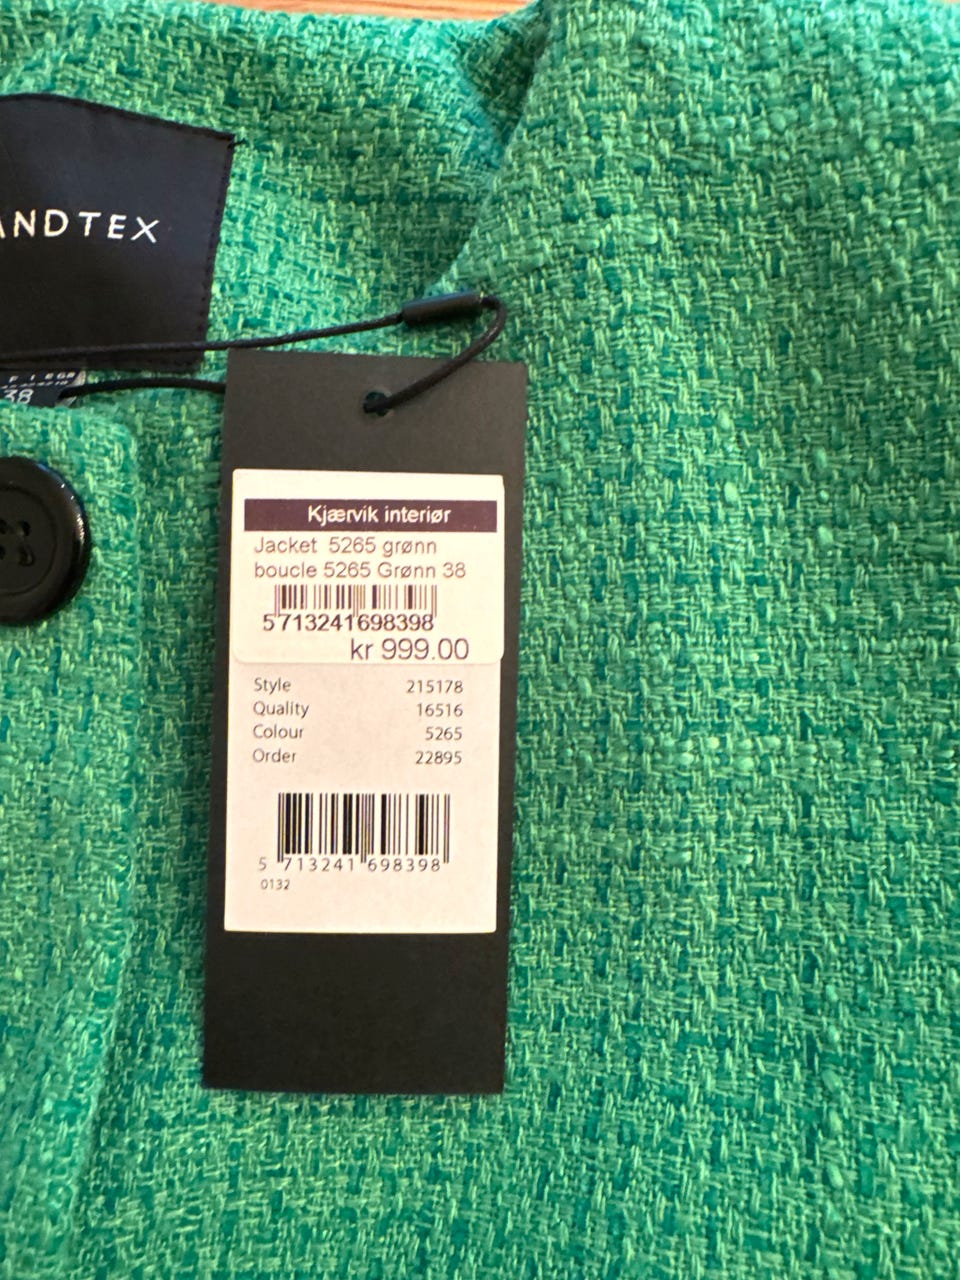 ANDTEX
38
Kjærvik interiør
Jacket 5265 grønn
boucle 5265 Grønn 38
5713241698398
kr 999.00
Style 215178
Quality 16516
Colour 5265
Order 22895
5 713241 698398
0132